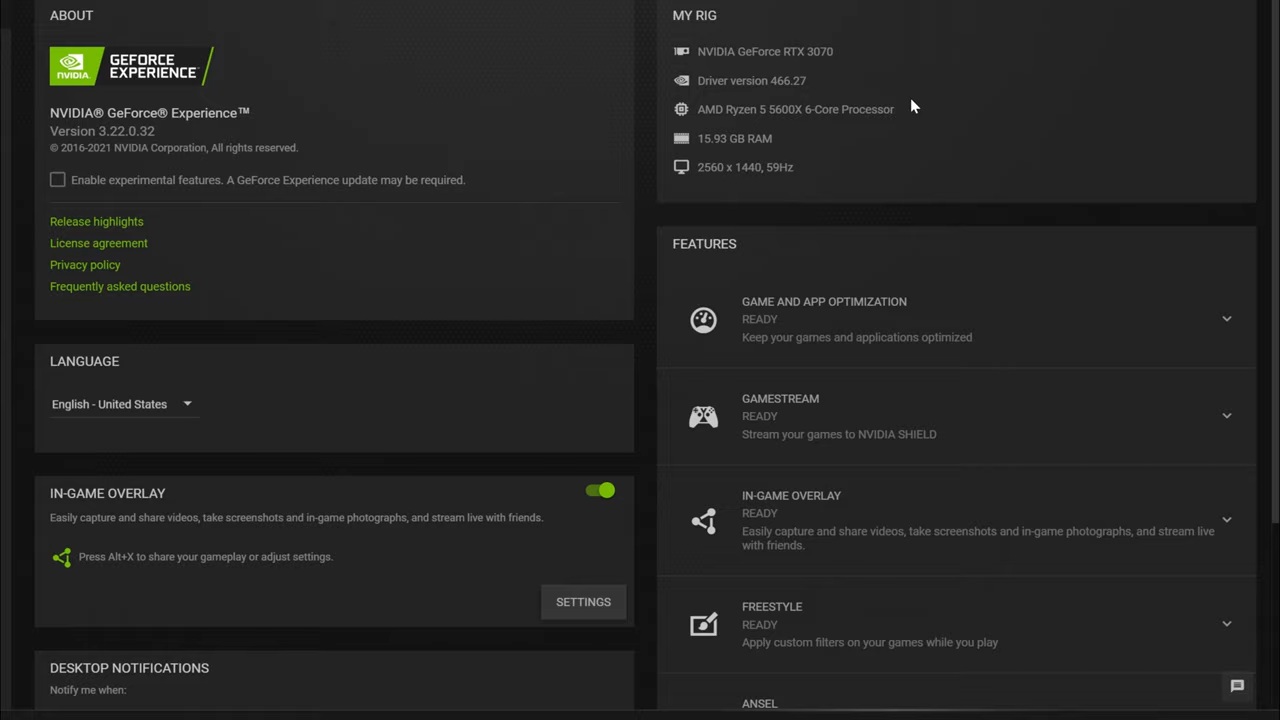 ABOUT
NVIDIA.
GEFORCE
EXPERIENCE
NVIDIA® GeForce® Experience™
Version 3.22.0.32
© 2016-2021 NVIDIA Corporation, All rights reserved.
Enable experimental features. A GeForce Experience update may be required.
Release highlights
License agreement
Privacy policy
Frequently asked questions
LANGUAGE
English - United States
IN-GAME OVERLAY
Easily capture and share videos, take screenshots and in-game photographs, and stream live with friends.
Press Alt+X to share your gameplay or adjust settings.
SETTINGS
DESKTOP NOTIFICATIONS
Notify me when:
MY RIG
NVIDIA GeForce RTX 3070
Driver version 466.27
AMD Ryzen 5 5600X 6-Core Processor
15.93 GB RAM
2560 x 1440, 59Hz
FEATURES
GAME AND APP OPTIMIZATION
READY
Keep your games and applications optimized
GAMESTREAM
READY
Stream your games to NVIDIA SHIELD
IN-GAME OVERLAY
READY
Easily capture and share videos, take screenshots and in-game photographs, and stream live
with friends.
FREESTYLE
READY
Apply custom filters on your games while you play
ANSEL